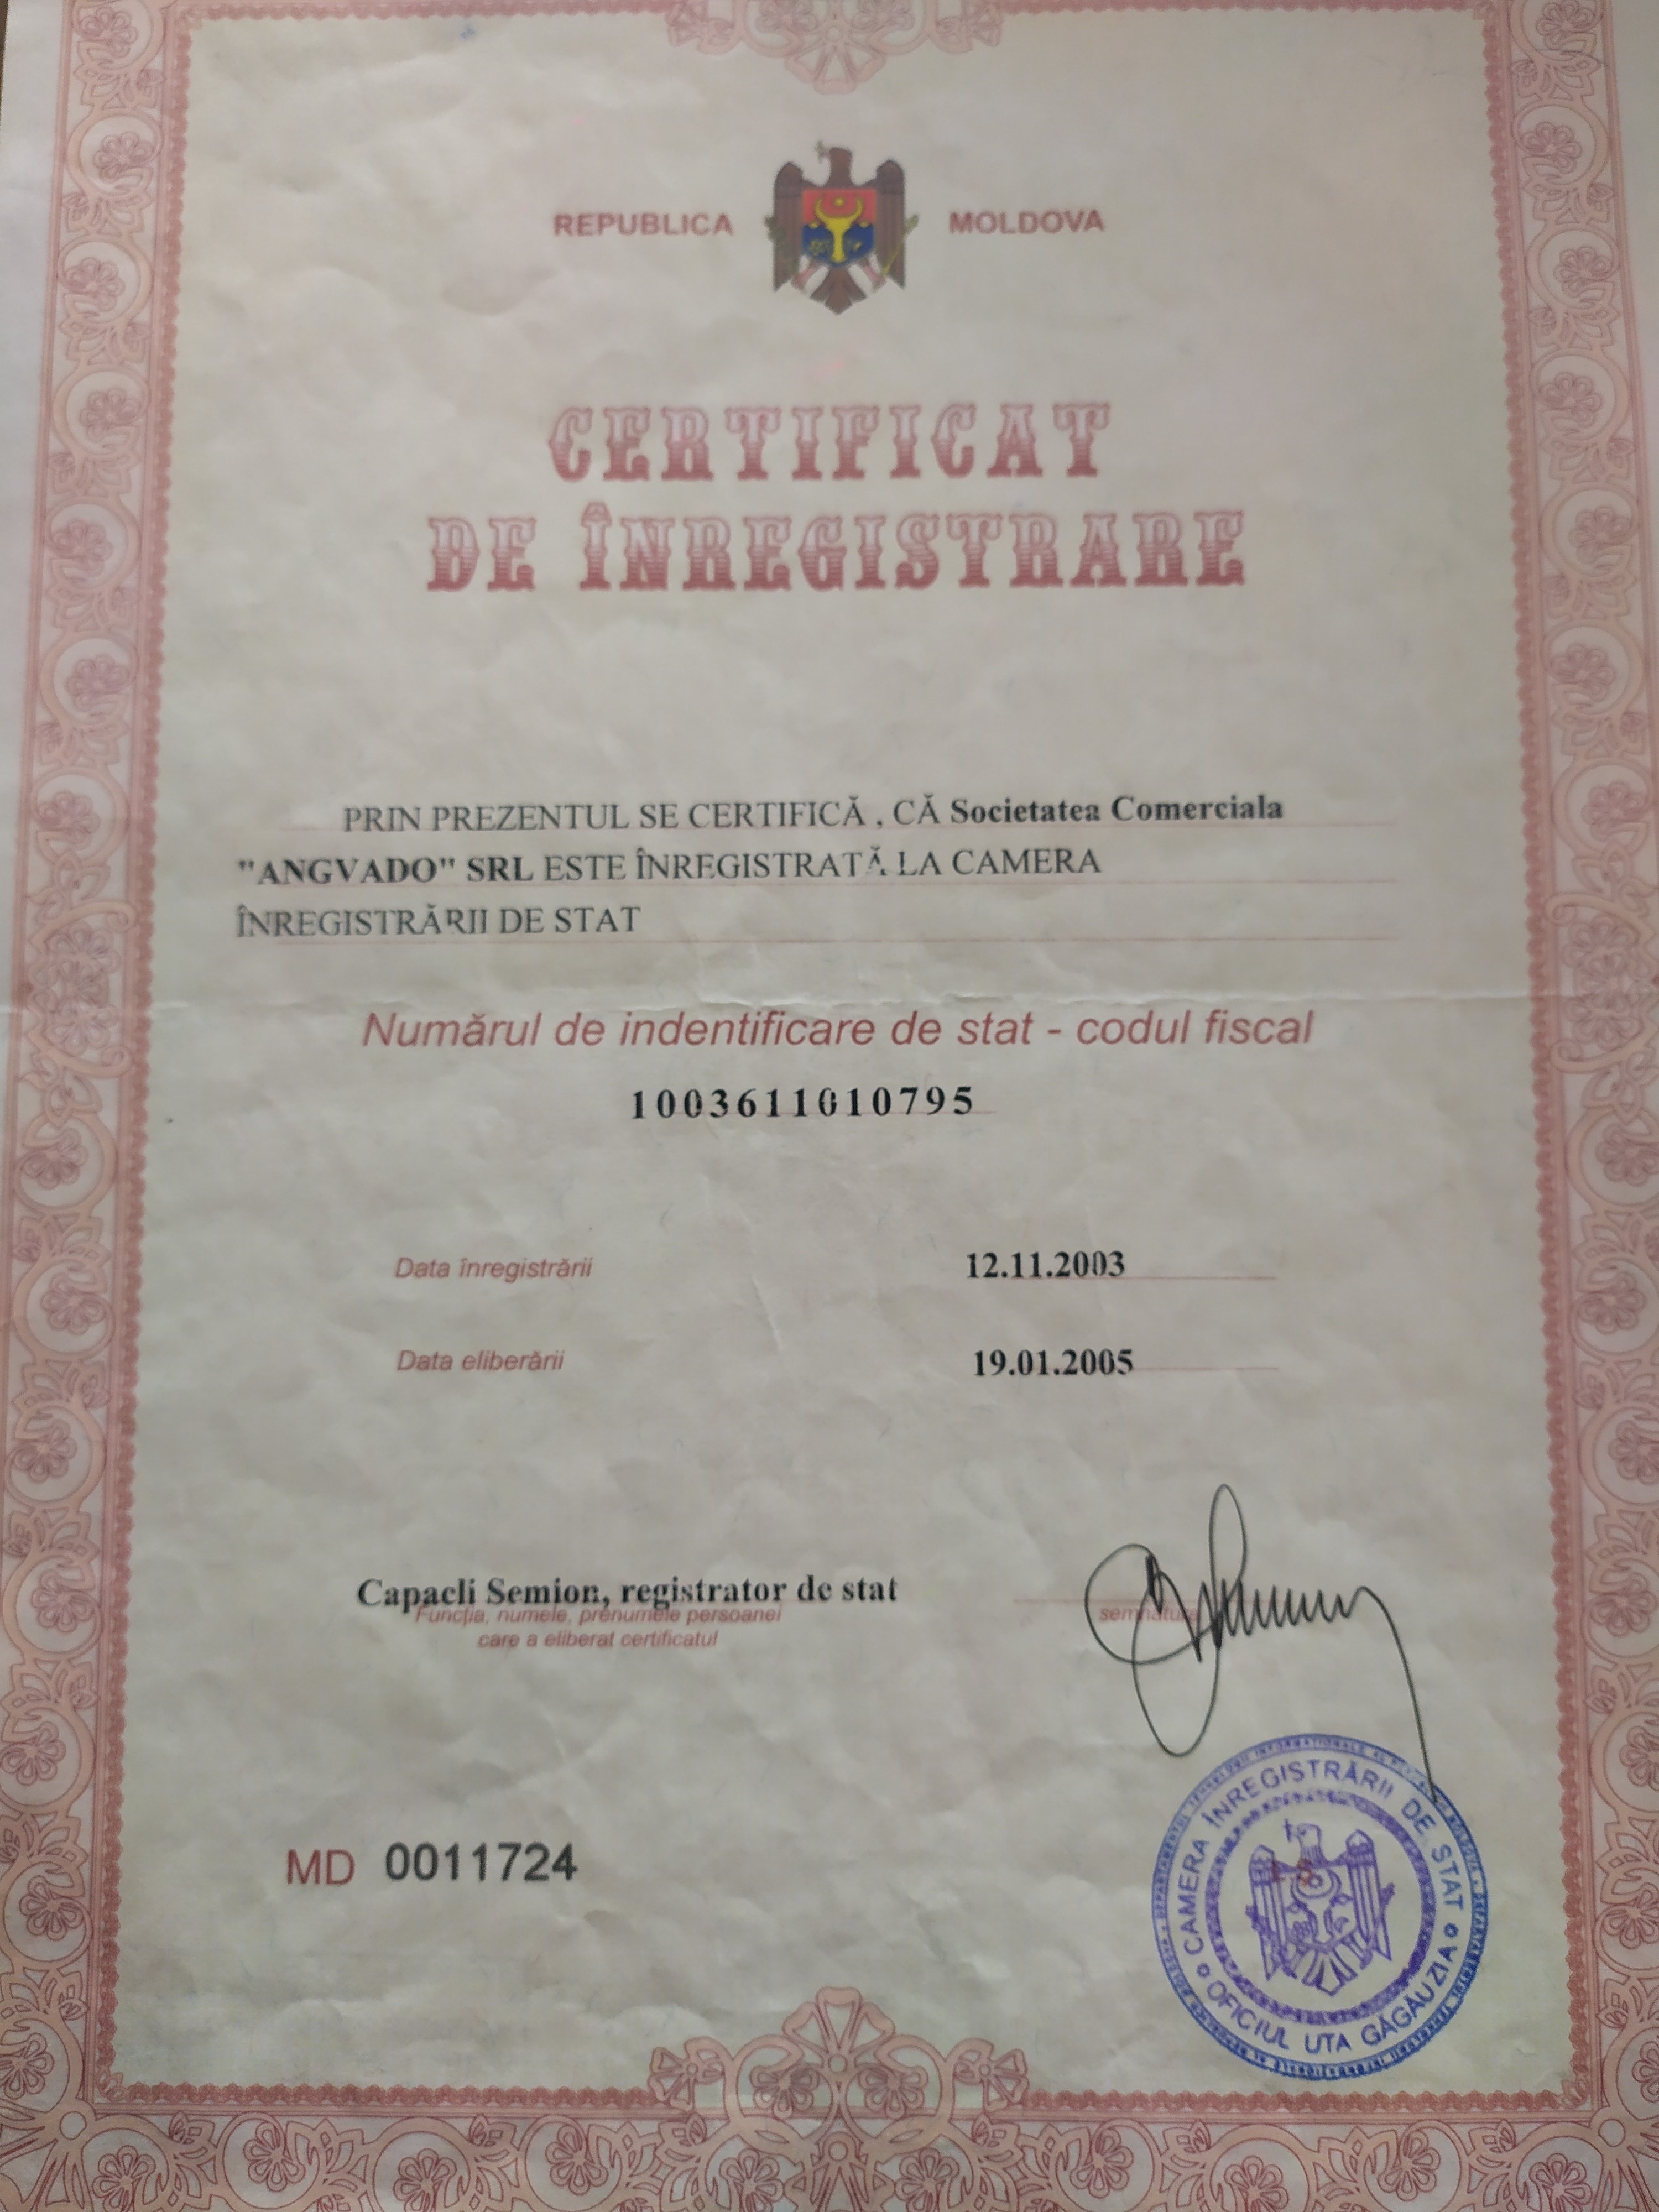 REPUBLICA MOLDOVA
CERTIFICAT
DE ÎNREGISTRARE
PRIN PREZENTUL SE CERTIFICĂ , CĂ Societatea Comerciala
"ANGVADO" SRL ESTE ÎNREGISTRATĂ LA CAMERA
ÎNREGISTRĂRII DE STAT
Numărul de indentificare de stat - codul fiscal
1003611010795
Data înregistrării 12.11.2003
Data eliberării 19.01.2005
Capacli Semion, registrator de stat
Funcția, numele, prenumele persoanei semnătura
care a eliberat certificatul
MD 0011724
CAMERA ÎNREGISTRĂRII DE STAT
OFICIUL UTA GĂGĂUZIA